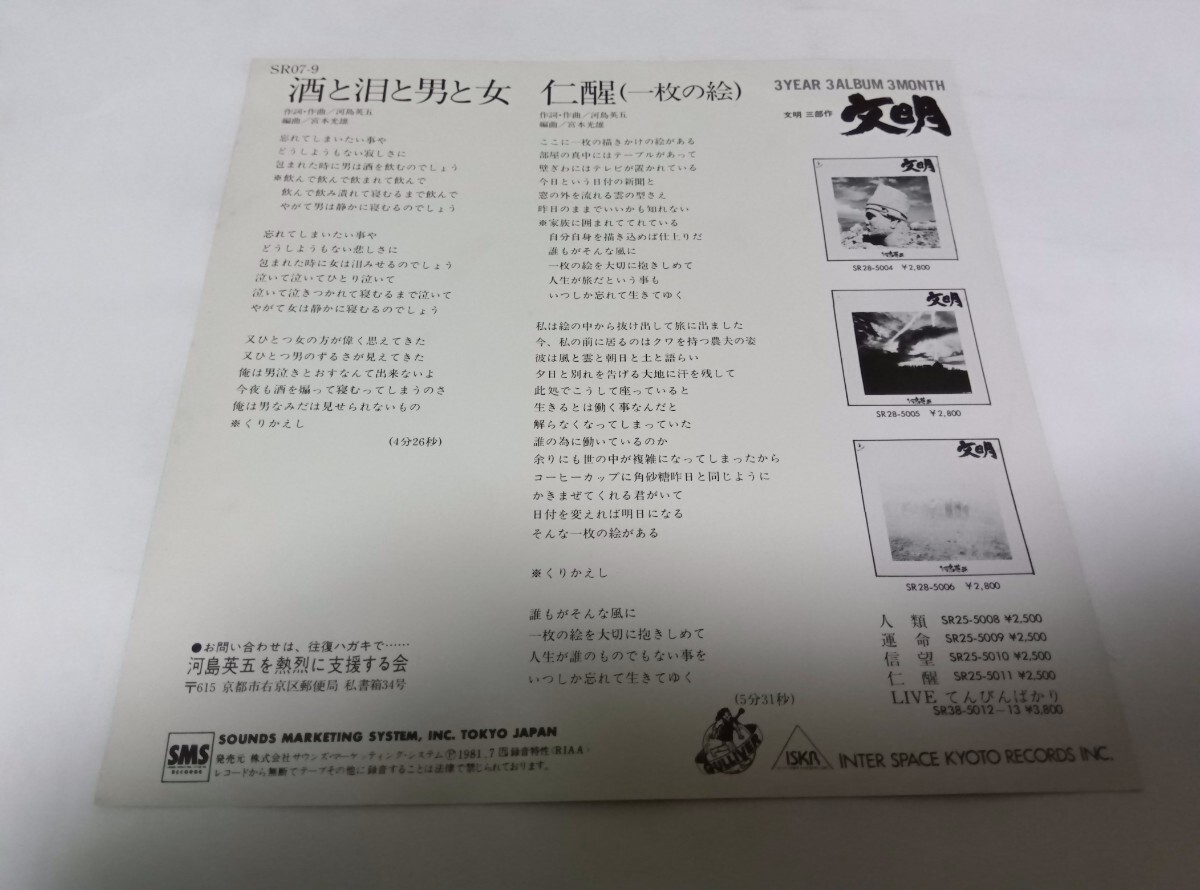 SR07-9
酒と泪と男と女
作詞・作曲／河島英五
編曲／宮本光雄
忘れてしまいたい事や
どうしようもない寂しさに
包まれた時に男は酒を飲むのでしょう
※飲んで飲んで飲まれて飲んで
飲んで飲み潰れて寝むるまで飲んで
やがて男は静かに寝むるのでしょう
忘れてしまいたい事や
どうしようもない悲しさに
包まれた時に女は泪みせるのでしょう
泣いて泣いてひとり泣いて
泣いて泣きつかれて寝むるまで泣いて
やがて女は静かに寝むるのでしょう
又ひとつ女の方が偉く思えてきた
又ひとつ男のずるさが見えてきた
俺は男泣きとおすなんて出来ないよ
今夜も酒を煽って寝むってしまうのさ
俺は男なみだは見せられないもの
※くりかえし
(4分26秒)
●お問い合わせは、往復ハガキで……
河島英五を熱烈に支援する会
〒615 京都市右京区郵便局 私書箱34号
仁醒(一枚の絵)
作詞・作曲／河島英五
編曲／宮本光雄
ここに一枚の描きかけの絵がある
部屋の真中にはテーブルがあって
壁ぎわにはテレビが置かれている
今日という日付の新聞と
窓の外を流れる雲の型さえ
昨日のままでいいかも知れない
※家族に囲まれててれている
自分自身を描き込めば仕上りだ
誰もがそんな風に
一枚の絵を大切に抱きしめて
人生が旅だという事も
いつしか忘れて生きてゆく
私は絵の中から抜け出して旅に出ました
今、私の前に居るのはクワを持つ農夫の姿
彼は風と雲と朝日と土と語らい
夕日と別れを告げる大地に汗を残して
此処でこうして座っていると
生きるとは働く事なんだと
解らなくなってしまっていた
誰の為に働いているのか
余りにも世の中が複雑になってしまったから
コーヒーカップに角砂糖昨日と同じように
かきまぜてくれる君がいて
日付を変えれば明日になる
そんな一枚の絵がある
※くりかえし
誰もがそんな風に
一枚の絵を大切に抱きしめて
人生が誰のものでもない事を
いつしか忘れて生きてゆく
(5分31秒)
3YEAR 3ALBUM 3MONTH
文明 三部作 文明
文明
SR28-5004 ¥2,800
文明
SR28-5005 ¥2,800
文明
SR28-5006 ¥2,800
人類 SR25-5008 ¥2,500
運命 SR25-5009 ¥2,500
信望 SR25-5010 ¥2,500
仁醒 SR25-5011 ¥2,500
LIVE てんびんばかり
SR38-5012－13 ¥3,800
SMS
RECORDS
SOUNDS MARKETING SYSTEM, INC. TOKYO JAPAN
発売元 株式会社サウンズ・マーケッティング・システム Ⓟ1981.7 録音特性(RIAA)
レコードから無断でテープその他に録音することは法律で禁じられております。
GULLIVER
ISKR
INTER SPACE KYOTO RECORDS INC.